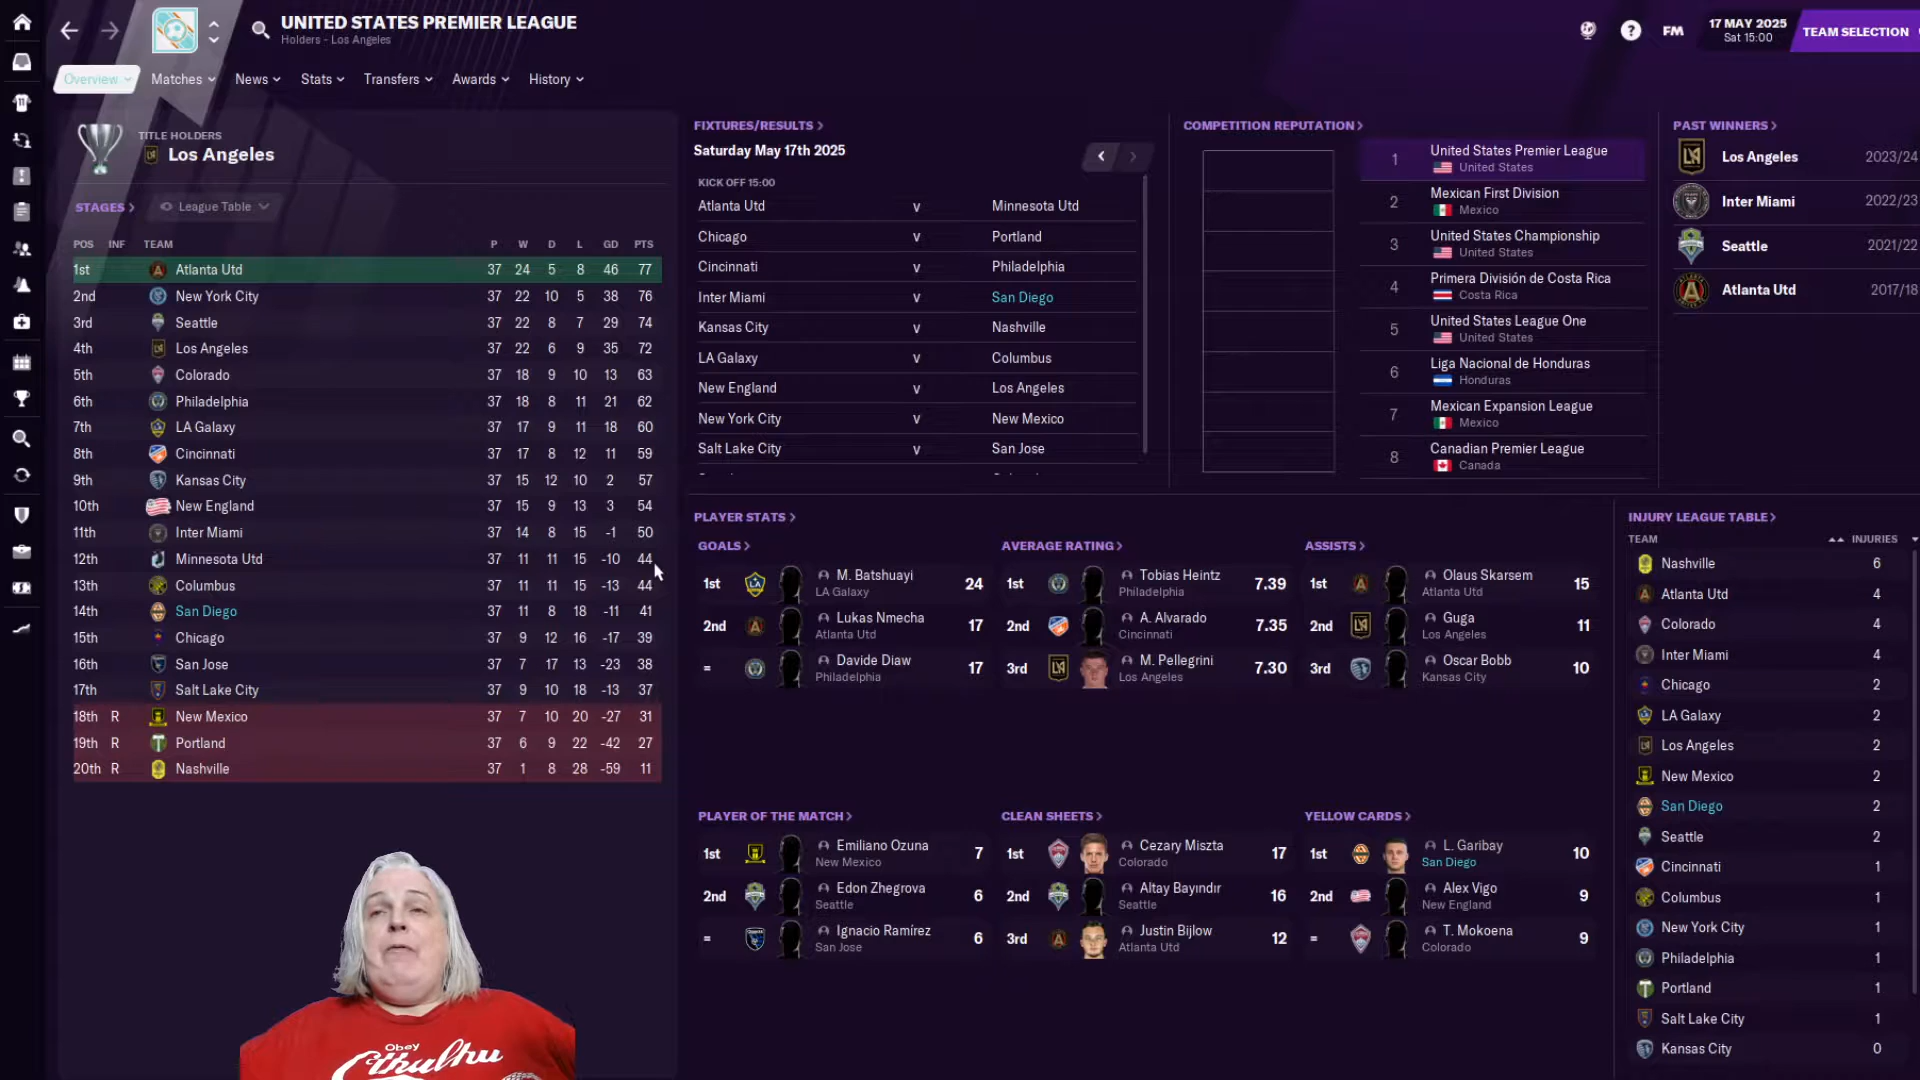 UNITED STATES PREMIER LEAGUE
Holders - Los Angeles
FM
17 MAY 2025
Sat 15:00
TEAM SELECTION
Overview
Matches
News
Stats
Transfers
Awards
History
TITLE HOLDERS
Los Angeles
STAGES
League Table
POS INF TEAM P W D L GD PTS
1st Atlanta Utd 37 24 5 8 46 77
2nd New York City 37 22 10 5 38 76
3rd Seattle 37 22 8 7 29 74
4th Los Angeles 37 22 6 9 35 72
5th Colorado 37 18 9 10 13 63
6th Philadelphia 37 18 8 11 21 62
7th LA Galaxy 37 17 9 11 18 60
8th Cincinnati 37 17 8 12 11 59
9th Kansas City 37 15 12 10 2 57
10th New England 37 15 9 13 3 54
11th Inter Miami 37 14 8 15 -1 50
12th Minnesota Utd 37 11 11 15 -10 44
13th Columbus 37 11 11 15 -13 44
14th San Diego 37 11 8 18 -11 41
15th Chicago 37 9 12 16 -17 39
16th San Jose 37 7 17 13 -23 38
17th Salt Lake City 37 9 10 18 -13 37
18th R New Mexico 37 7 10 20 -27 31
19th R Portland 37 6 9 22 -42 27
20th R Nashville 37 1 8 28 -59 11
FIXTURES/RESULTS
Saturday May 17th 2025
KICK OFF 15:00
Atlanta Utd v Minnesota Utd
Chicago v Portland
Cincinnati v Philadelphia
Inter Miami v San Diego
Kansas City v Nashville
LA Galaxy v Columbus
New England v Los Angeles
New York City v New Mexico
Salt Lake City v San Jose
COMPETITION REPUTATION
1 United States Premier League
United States
2 Mexican First Division
Mexico
3 United States Championship
United States
4 Primera División de Costa Rica
Costa Rica
5 United States League One
United States
6 Liga Nacional de Honduras
Honduras
7 Mexican Expansion League
Mexico
8 Canadian Premier League
Canada
PAST WINNERS
Los Angeles 2023/24
Inter Miami 2022/23
Seattle 2021/22
Atlanta Utd 2017/18
PLAYER STATS
GOALS
1st M. Batshuayi 24
LA Galaxy
2nd Lukas Nmecha 17
Atlanta Utd
= Davide Diaw 17
Philadelphia
AVERAGE RATING
1st Tobias Heintz 7.39
Philadelphia
2nd A. Alvarado 7.35
Cincinnati
3rd M. Pellegrini 7.30
Los Angeles
ASSISTS
1st Olaus Skarsem 15
Atlanta Utd
2nd Guga 11
Los Angeles
3rd Oscar Bobb 10
Kansas City
PLAYER OF THE MATCH
1st Emiliano Ozuna 7
New Mexico
2nd Edon Zhegrova 6
Seattle
= Ignacio Ramírez 6
San Jose
CLEAN SHEETS
1st Cezary Miszta 17
Colorado
2nd Altay Bayındır 16
Seattle
3rd Justin Bijlow 12
Atlanta Utd
YELLOW CARDS
1st L. Garibay 10
San Diego
2nd Alex Vigo 9
New England
= T. Mokoena 9
Colorado
INJURY LEAGUE TABLE
TEAM INJURIES
Nashville 6
Atlanta Utd 4
Colorado 4
Inter Miami 4
Chicago 2
LA Galaxy 2
Los Angeles 2
New Mexico 2
San Diego 2
Seattle 2
Cincinnati 1
Columbus 1
New York City 1
Philadelphia 1
Portland 1
Salt Lake City 1
Kansas City 0
Obey
Cthulhu